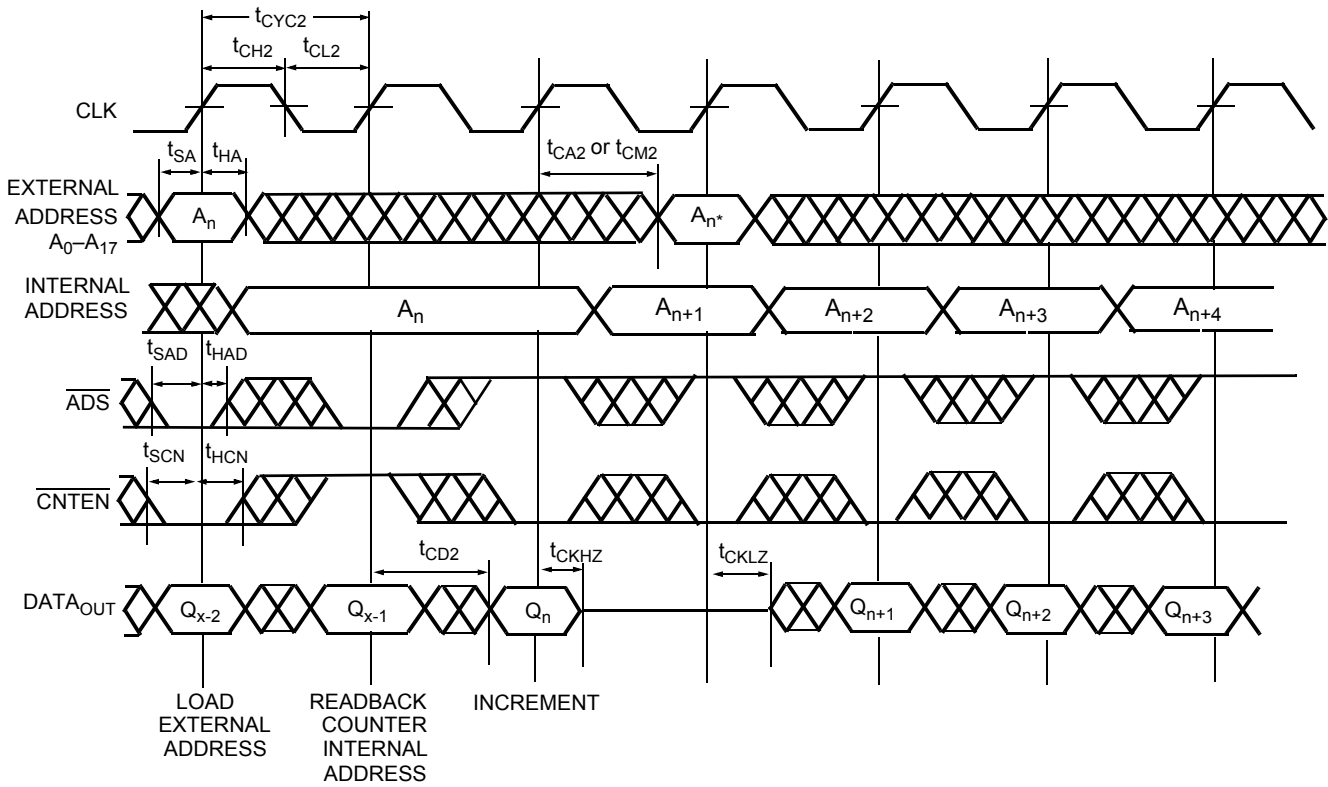 tCYC2
tCH2 tCL2
CLK
tSA tHA
tCA2 or tCM2
EXTERNAL
ADDRESS
A0–A17
An
An*
INTERNAL
ADDRESS
An An+1 An+2 An+3 An+4
tSAD tHAD
ADS
tSCN tHCN
CNTEN
tCD2 tCKHZ tCKLZ
DATAOUT
Qx-2 Qx-1 Qn Qn+1 Qn+2 Qn+3
LOAD
EXTERNAL
ADDRESS
READBACK
COUNTER
INTERNAL
ADDRESS
INCREMENT